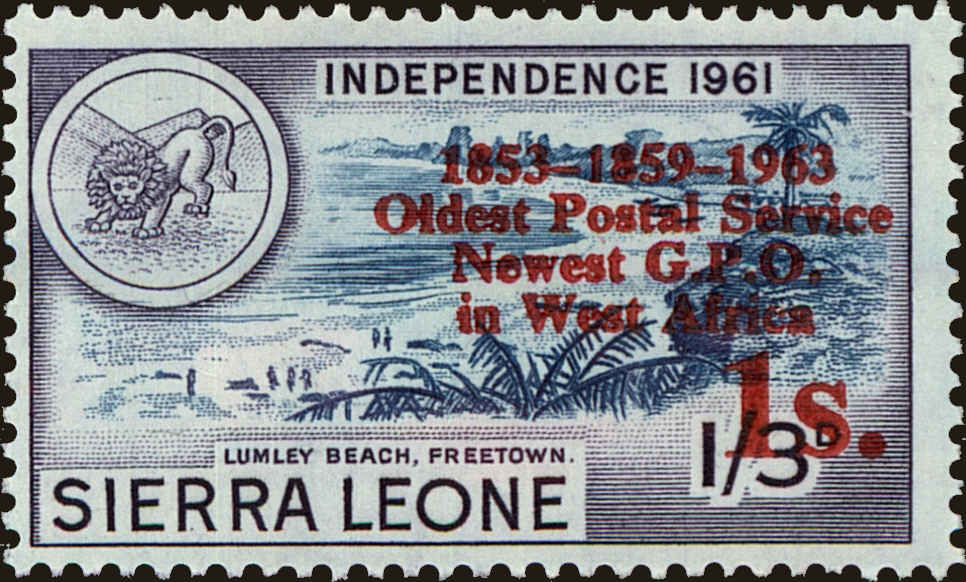 INDEPENDENCE 1961
1853-1859-1963
Oldest Postal Service
Newest G.P.O.
in West Africa
1s.
1/3D
LUMLEY BEACH, FREETOWN.
SIERRA LEONE